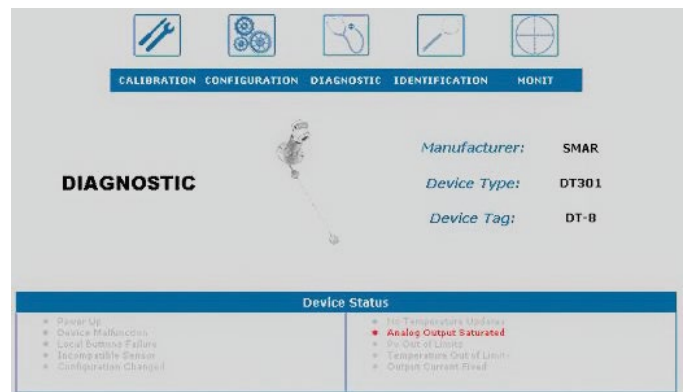 CALIBRATION CONFIGURATION DIAGNOSTIC IDENTIFICATION MONIT
DIAGNOSTIC
Manufacturer: SMAR
Device Type: DT301
Device Tag: DT-8
Device Status
Power Up
Device Malfunction
Local Buttons Failure
Incompatible Sensor
Configuration Changed
No Temperature Updates
Analog Output Saturated
Pv Out of Limits
Temperature Out of Limits
Output Current Fixed